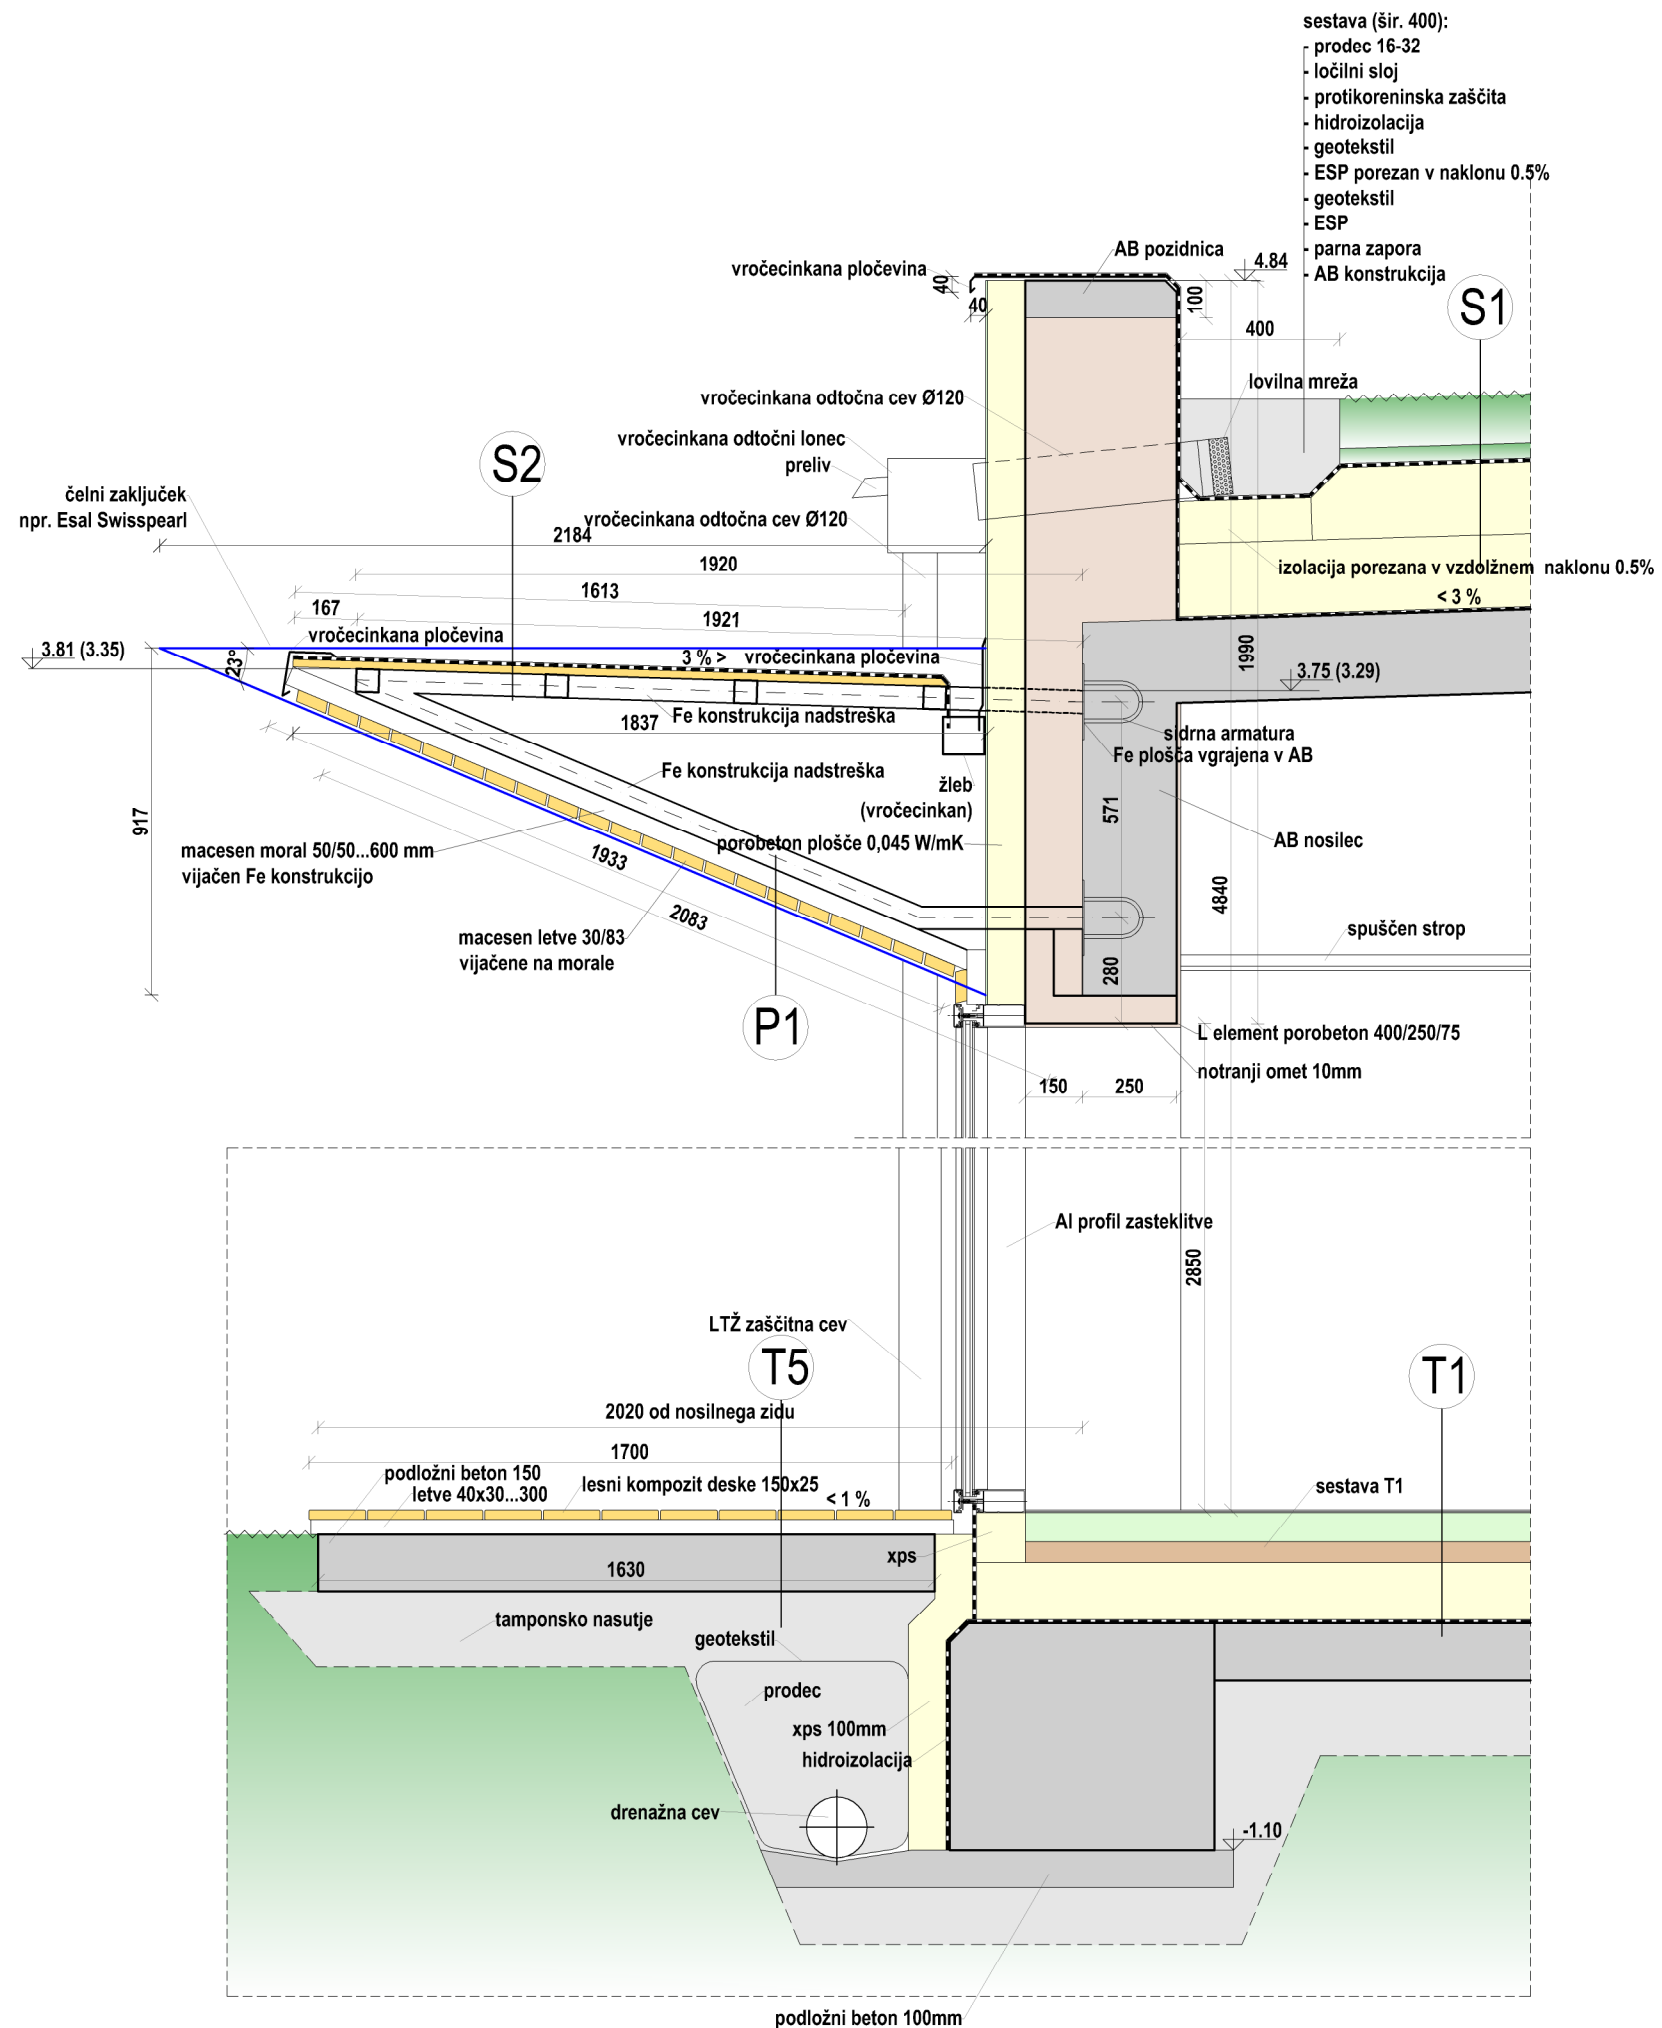 sestava (šir. 400):
- prodec 16-32
- ločilni sloj
- protikoreninska zaščita
- hidroizolacija
- geotekstil
- ESP porezan v naklonu 0.5%
- geotekstil
- ESP
- parna zapora
- AB konstrukcija
AB pozidnica
4.84
vročecinkana pločevina
40
40
100
S1
400
lovilna mreža
vročecinkana odtočna cev Ø120
vročecinkana odtočni lonec
preliv
S2
čelni zaključek
npr. Esal Swisspearl
vročecinkana odtočna cev Ø120
2184
1920
izolacija porezana v vzdolžnem naklonu 0.5%
< 3 %
1613
167
1921
vročecinkana pločevina
3.81 (3.35)
23°
3 % >
vročecinkana pločevina
1990
3.75 (3.29)
Fe konstrukcija nadstreška
1837
sidrna armatura
Fe plošča vgrajena v AB
Fe konstrukcija nadstreška
žleb
(vročecinkan)
571
917
porobeton plošče 0,045 W/mK
AB nosilec
macesen moral 50/50...600 mm
vijačen Fe konstrukcijo
1933
4840
2083
macesen letve 30/83
vijačene na morale
spuščen strop
280
P1
L element porobeton 400/250/75
notranji omet 10mm
150
250
Al profil zasteklitve
2850
LTŽ zaščitna cev
T5
T1
2020 od nosilnega zidu
1700
podložni beton 150
letve 40x30...300
lesni kompozit deske 150x25
< 1 %
sestava T1
xps
1630
tamponsko nasutje
geotekstil
prodec
xps 100mm
hidroizolacija
drenažna cev
-1.10
podložni beton 100mm